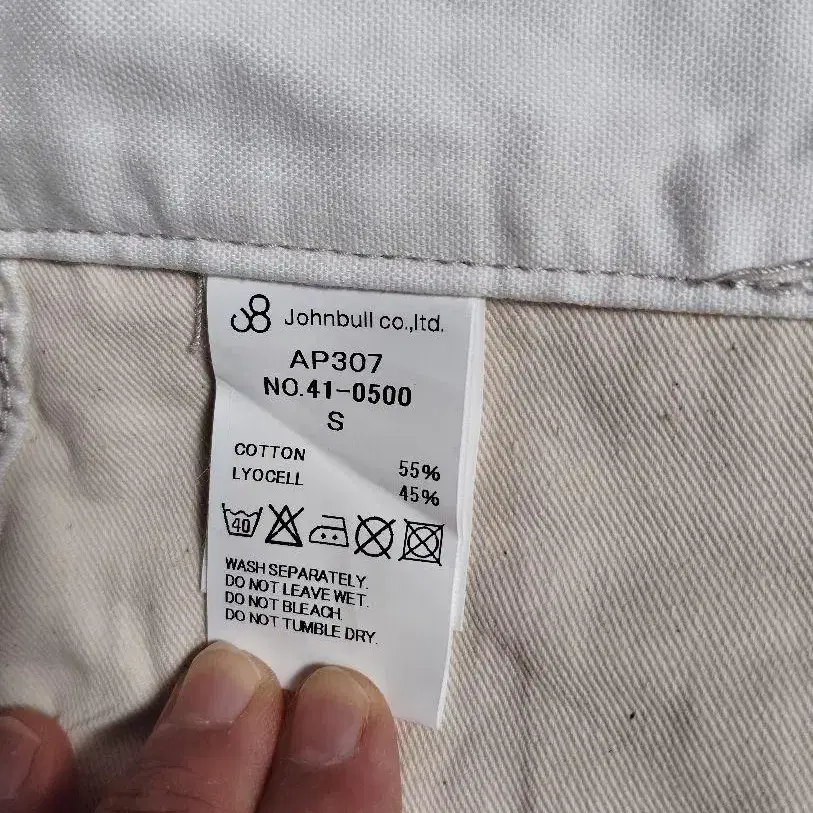 Johnbull co.,ltd.
AP307
NO.41-0500
S
COTTON 55%
LYOCELL 45%
40
WASH SEPARATELY.
DO NOT LEAVE WET.
DO NOT BLEACH.
DO NOT TUMBLE DRY.